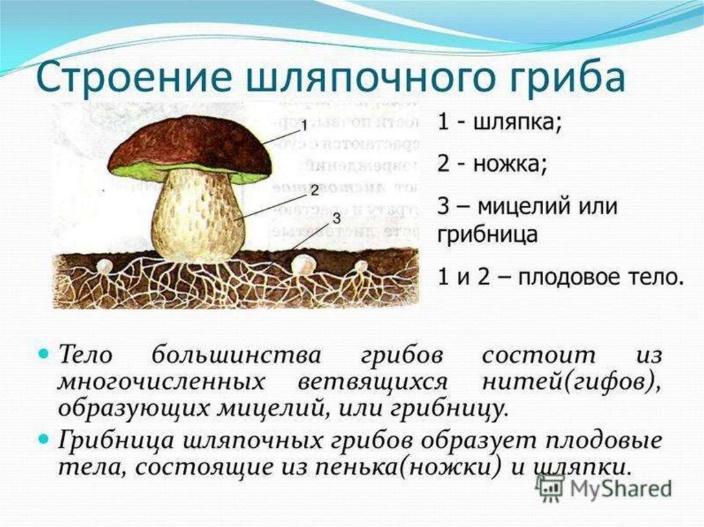 Строение шляпочного гриба
1 - шляпка;
2 - ножка;
3 – мицелий или
грибница
1 и 2 – плодовое тело.
1
2
3
Тело большинства грибов состоит из
многочисленных ветвящихся нитей(гифов),
образующих мицелий, или грибницу.
Грибница шляпочных грибов образует плодовые
тела, состоящие из пенька(ножки) и шляпки.
MyShared